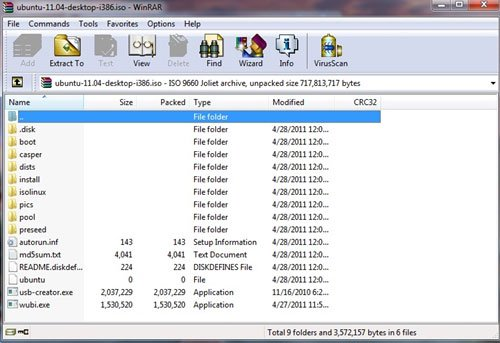 ubuntu-11.04-desktop-i386.iso - WinRAR
File Commands Tools Favorites Options Help
Add Extract To Test View Delete Find Wizard Info VirusScan
ubuntu-11.04-desktop-i386.iso - ISO 9660 Joliet archive, unpacked size 717,813,717 bytes
Name Size Packed Type Modified CRC32
.. File folder
.disk File folder 4/28/2011 12:0...
boot File folder 4/28/2011 12:0...
casper File folder 4/28/2011 12:0...
dists File folder 4/28/2011 12:0...
install File folder 4/28/2011 12:0...
isolinux File folder 4/28/2011 12:0...
pics File folder 4/28/2011 12:0...
pool File folder 4/28/2011 12:0...
preseed File folder 4/28/2011 12:0...
autorun.inf 143 143 Setup Information 4/28/2011 12:0...
md5sum.txt 4,041 4,041 Text Document 4/28/2011 12:0...
README.diskdef... 224 224 DISKDEFINES File 4/28/2011 12:0...
ubuntu 0 0 File 4/28/2011 12:0...
usb-creator.exe 2,037,229 2,037,229 Application 11/16/2010 6:2...
wubi.exe 1,530,520 1,530,520 Application 4/27/2011 11:5...
Total 9 folders and 3,572,157 bytes in 6 files